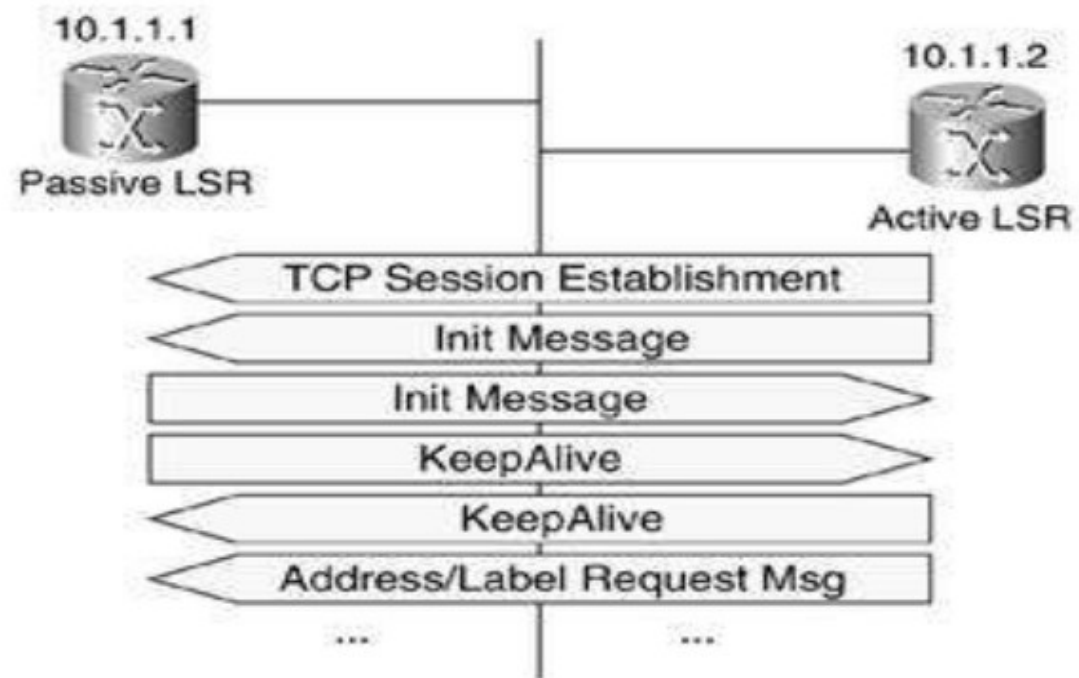 10.1.1.1
10.1.1.2
Passive LSR
Active LSR
TCP Session Establishment
Init Message
Init Message
KeepAlive
KeepAlive
Address/Label Request Msg
... ...